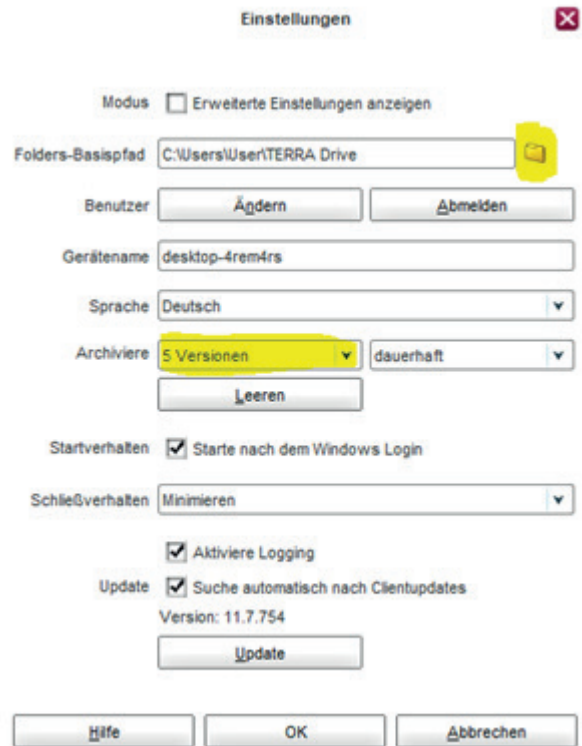 Einstellungen
Modus Erweiterte Einstellungen anzeigen
Folders-Basispfad C:\Users\User\TERRA Drive
Benutzer Ändern Abmelden
Gerätename desktop-4rem4rs
Sprache Deutsch
Archiviere 5 Versionen dauerhaft
Leeren
Startverhalten Starte nach dem Windows Login
Schließverhalten Minimieren
Aktiviere Logging
Update Suche automatisch nach Clientupdates
Version: 11.7.754
Update
Hilfe OK Abbrechen